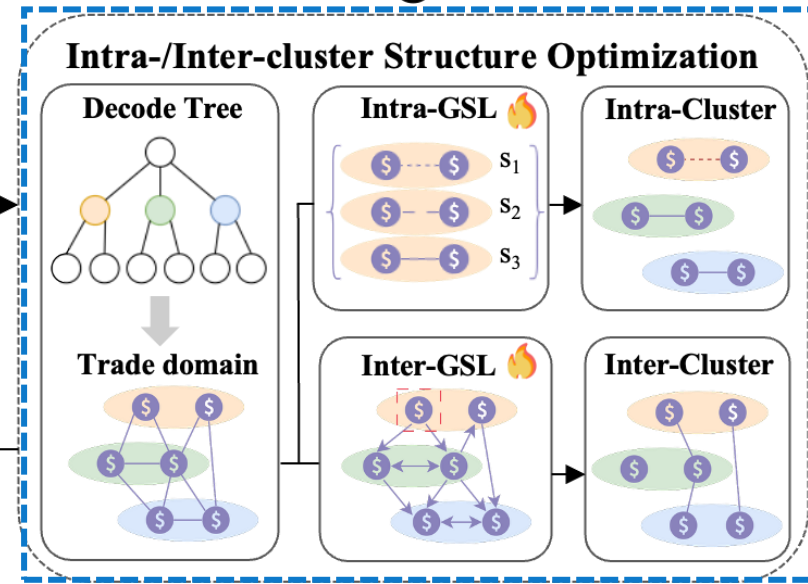 Intra-/Inter-cluster Structure Optimization
Decode Tree
Trade domain
$ $
$ $
$ $
Intra-GSL
$ $ s₁
$ $ s₂
$ $ s₃
Intra-Cluster
$ $
$ $
$ $
Inter-GSL
$ $
$ $
$ $
Inter-Cluster
$ $
$ $
$ $